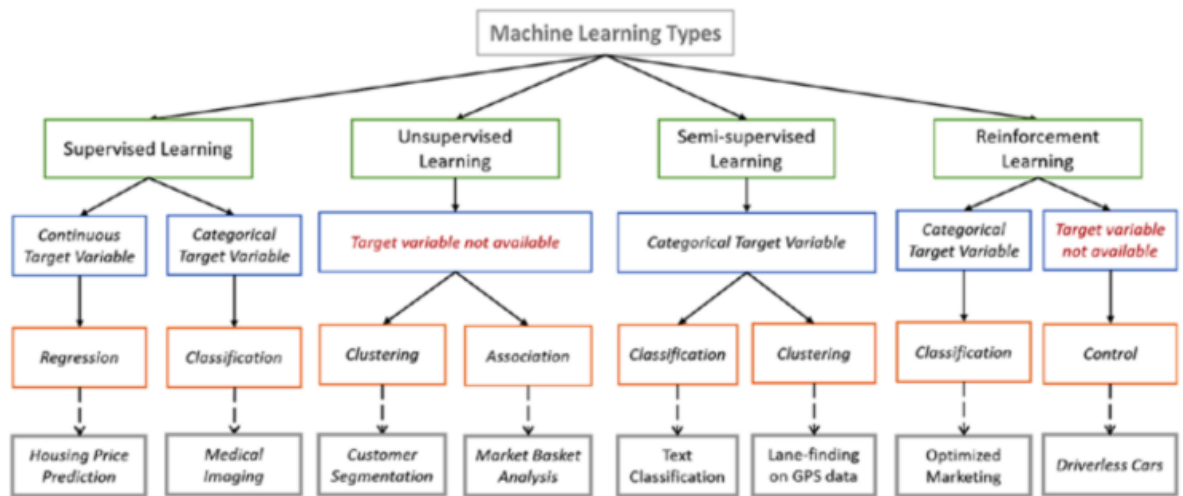 Machine Learning Types
Supervised Learning
Unsupervised
Learning
Semi-supervised
Learning
Reinforcement
Learning
Continuous
Target Variable
Categorical
Target Variable
Target variable not available
Categorical Target Variable
Categorical
Target Variable
Target variable
not available
Regression
Classification
Clustering
Association
Classification
Clustering
Classification
Control
Housing Price
Prediction
Medical
Imaging
Customer
Segmentation
Market Basket
Analysis
Text
Classification
Lane-finding
on GPS data
Optimized
Marketing
Driverless Cars